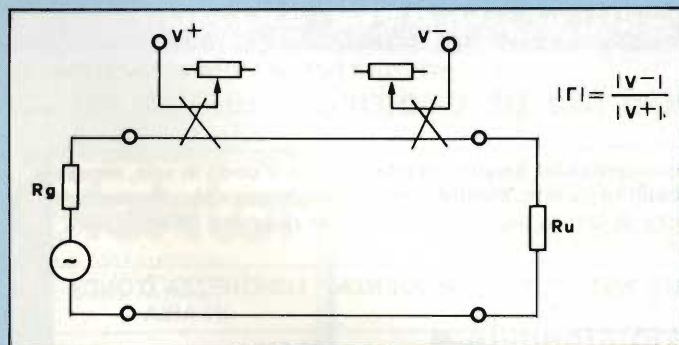 v+
v−
|Γ| = |v−| / |v+|.
Rg
~
Ru